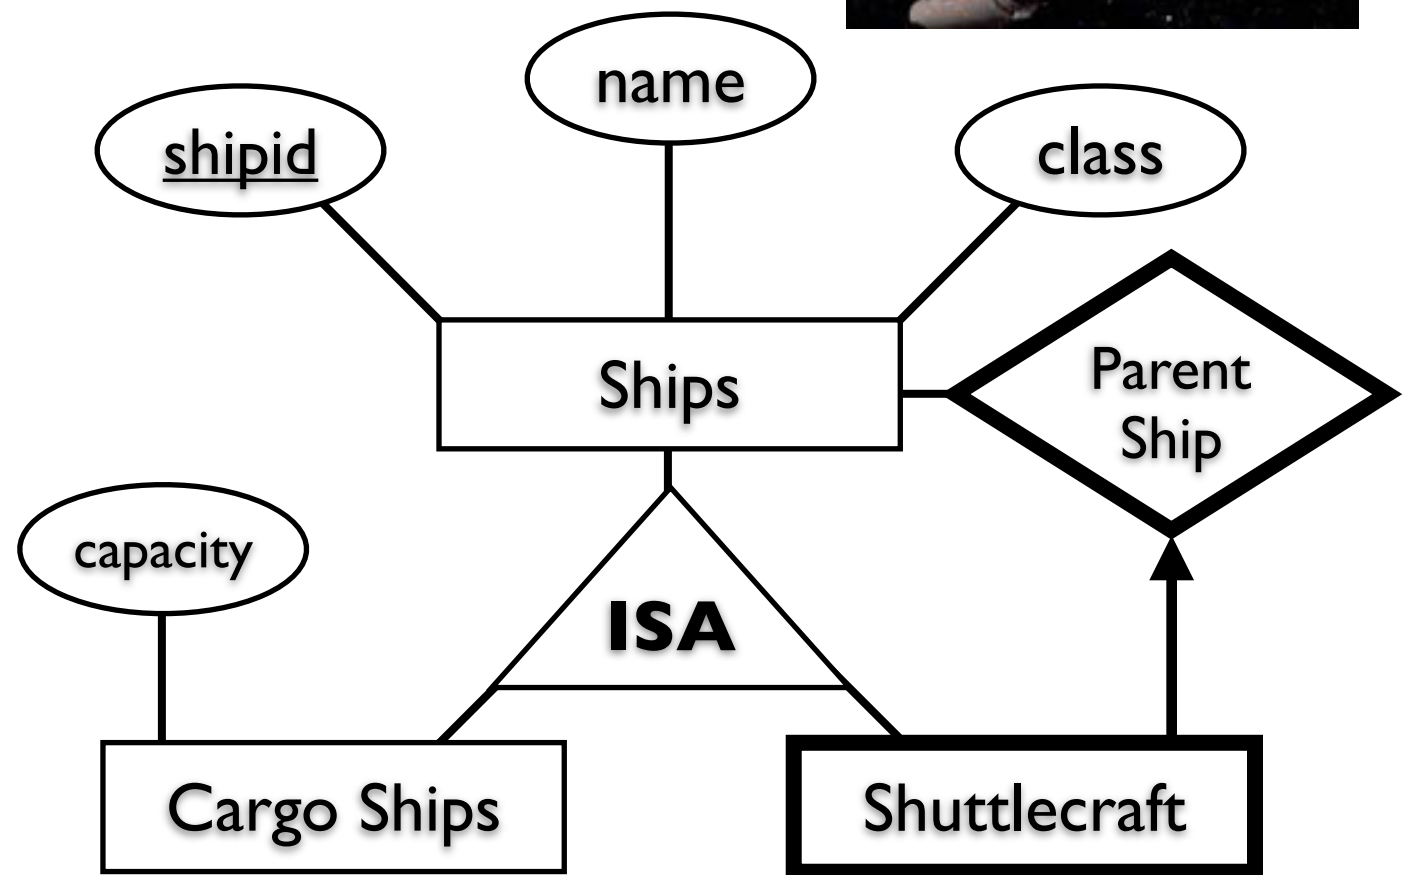 name
shipid
class
Ships
Parent
Ship
capacity
ISA
Cargo Ships
Shuttlecraft